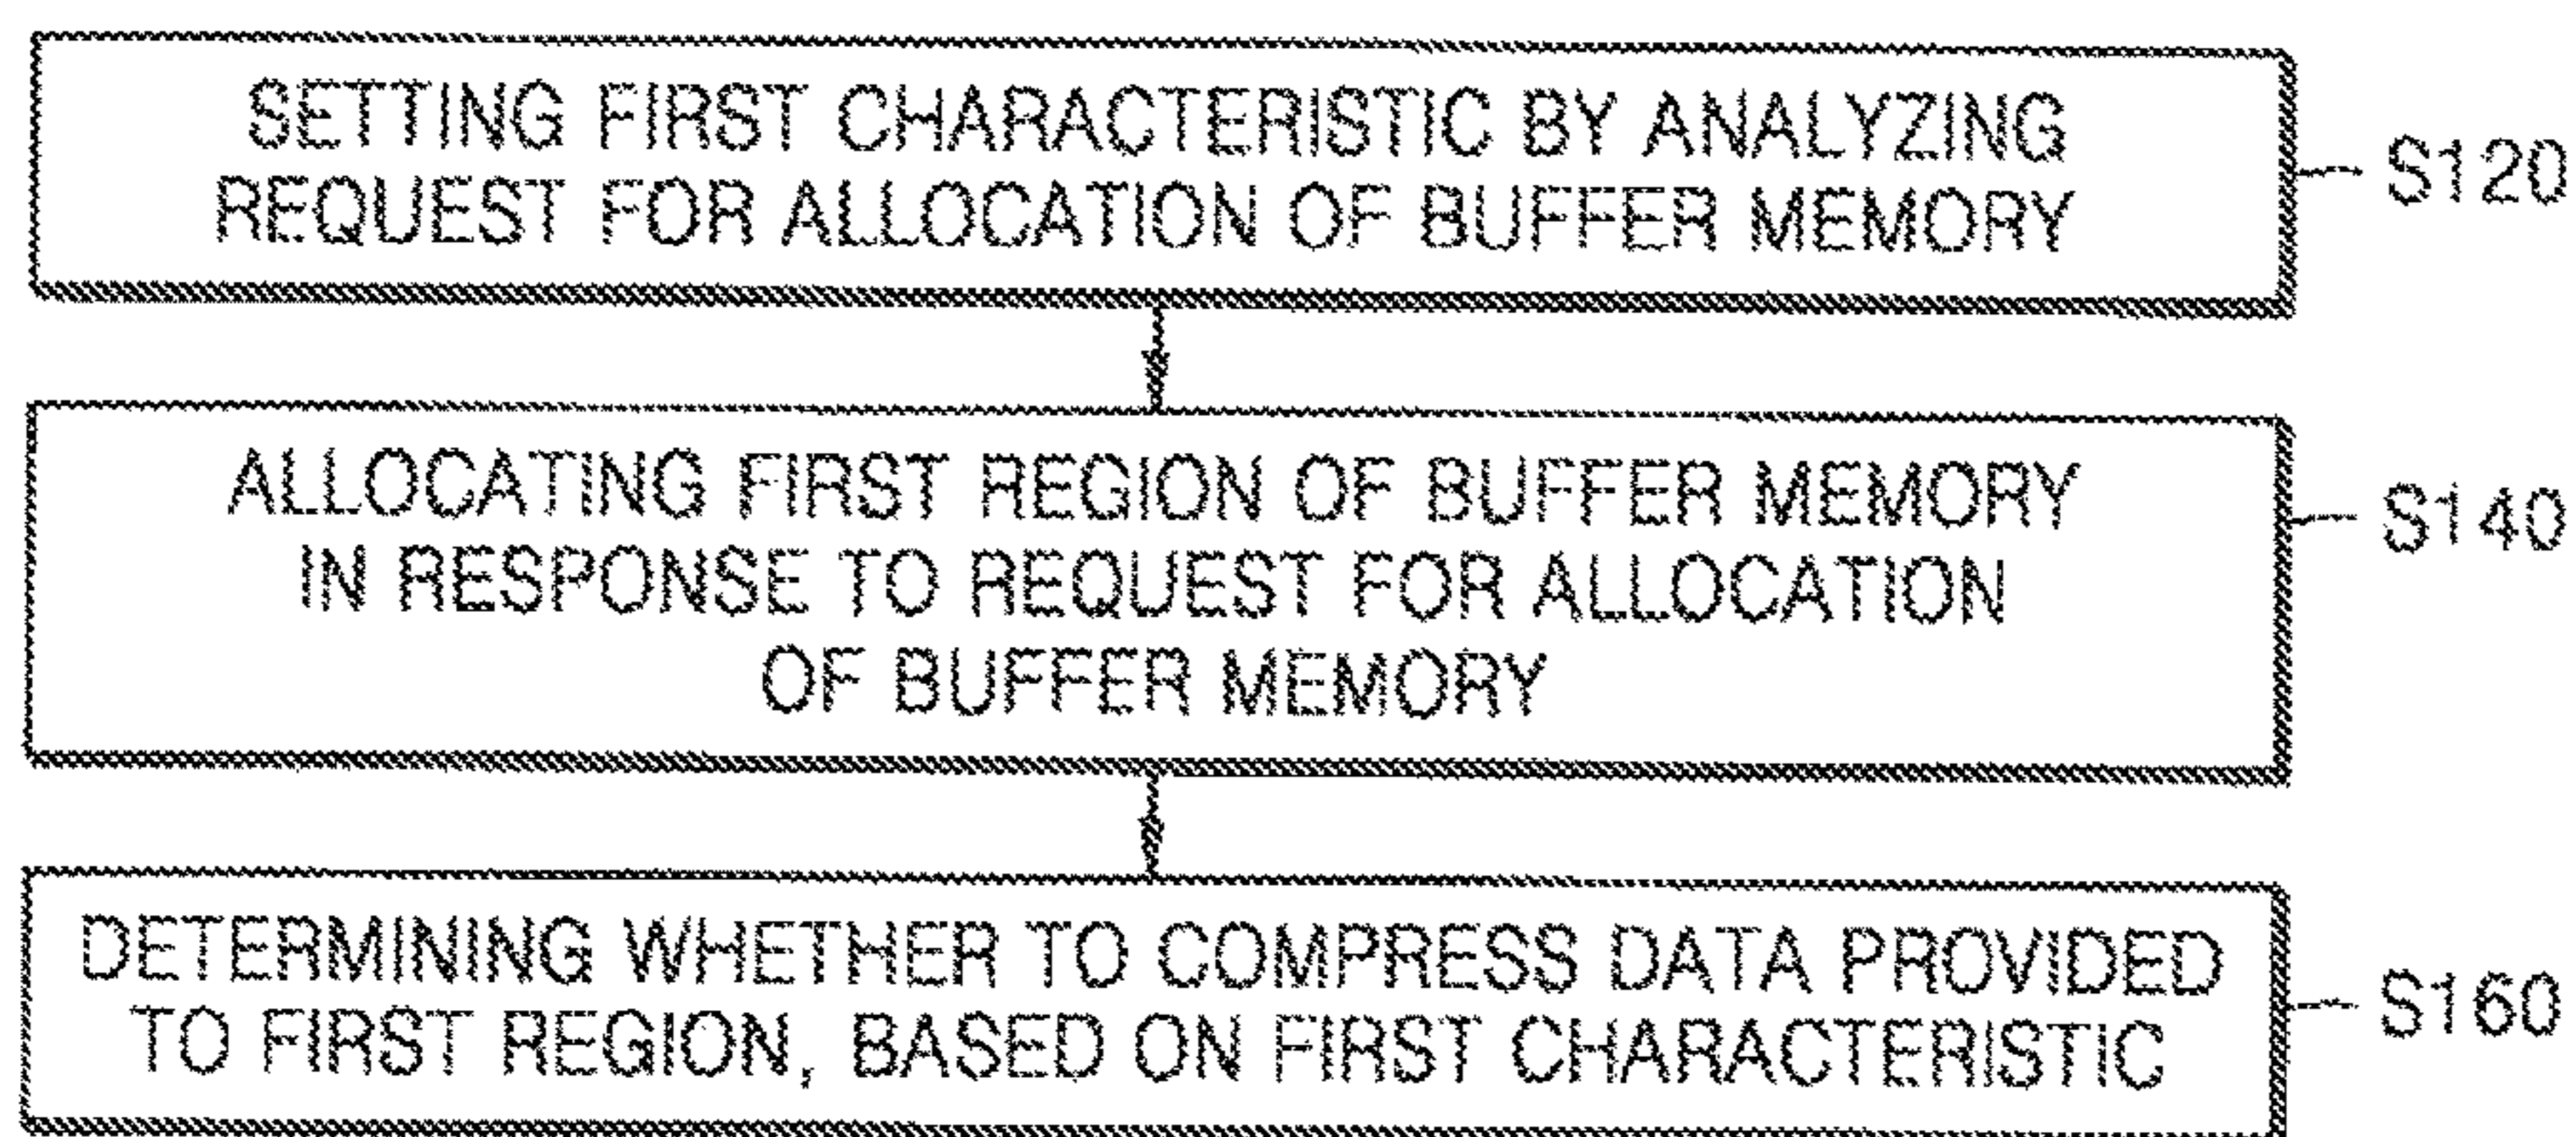 SETTING FIRST CHARACTERISTIC BY ANALYZING
REQUEST FOR ALLOCATION OF BUFFER MEMORY
S120
ALLOCATING FIRST REGION OF BUFFER MEMORY
IN RESPONSE TO REQUEST FOR ALLOCATION
OF BUFFER MEMORY
S140
DETERMINING WHETHER TO COMPRESS DATA PROVIDED
TO FIRST REGION, BASED ON FIRST CHARACTERISTIC
S160